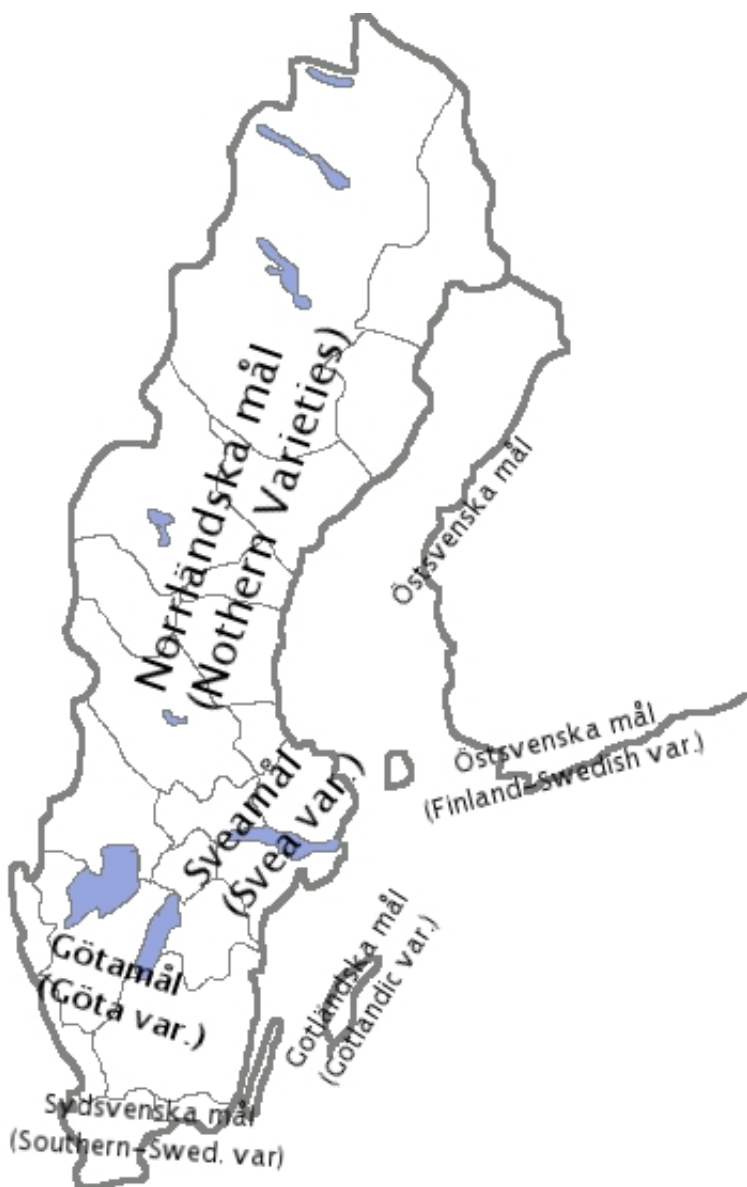 Norrländska mål
(Nothern Varieties)
Östsvenska mål
Östsvenska mål
(Finland-Swedish var.)
Sveamål
(Svea var.)
Götamål
(Göta var.)
Gotländska mål
(Gotlandic var.)
Sydsvenska mål
(Southern-Swed. var)